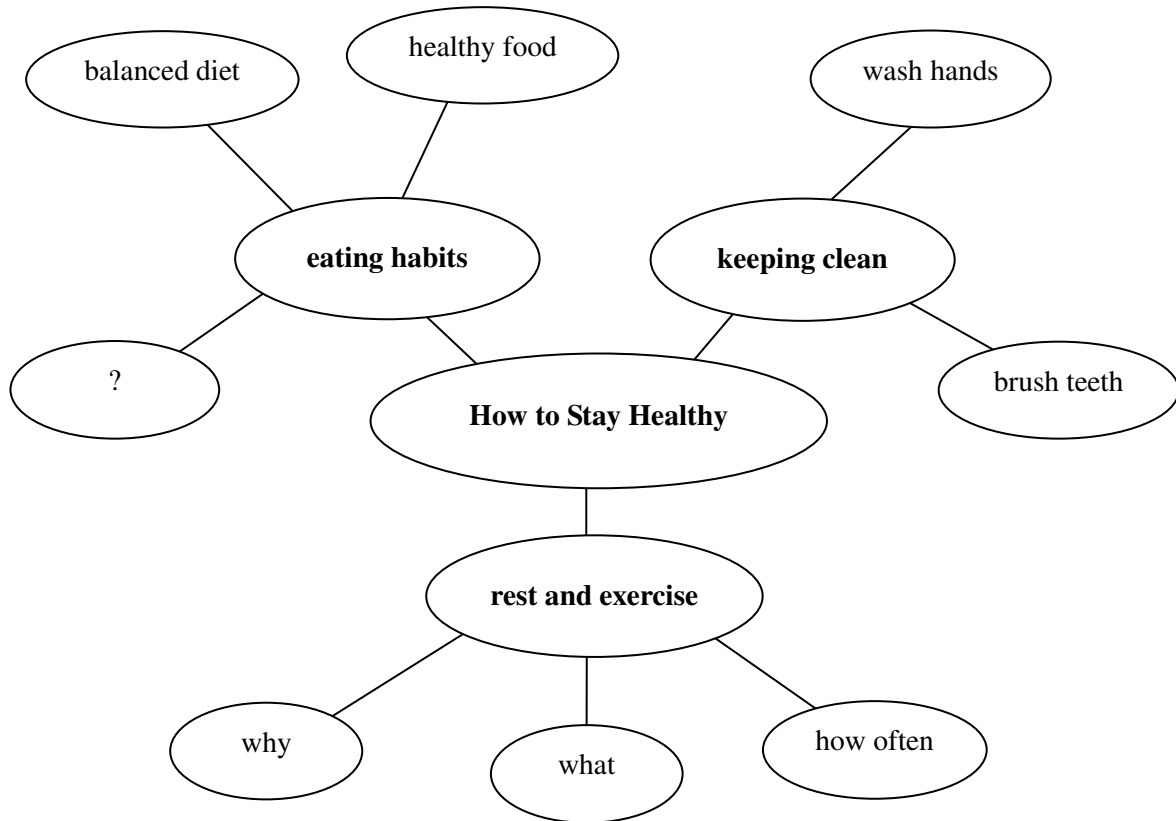 healthy food
balanced diet
wash hands
eating habits
keeping clean
?
brush teeth
How to Stay Healthy
rest and exercise
why
what
how often